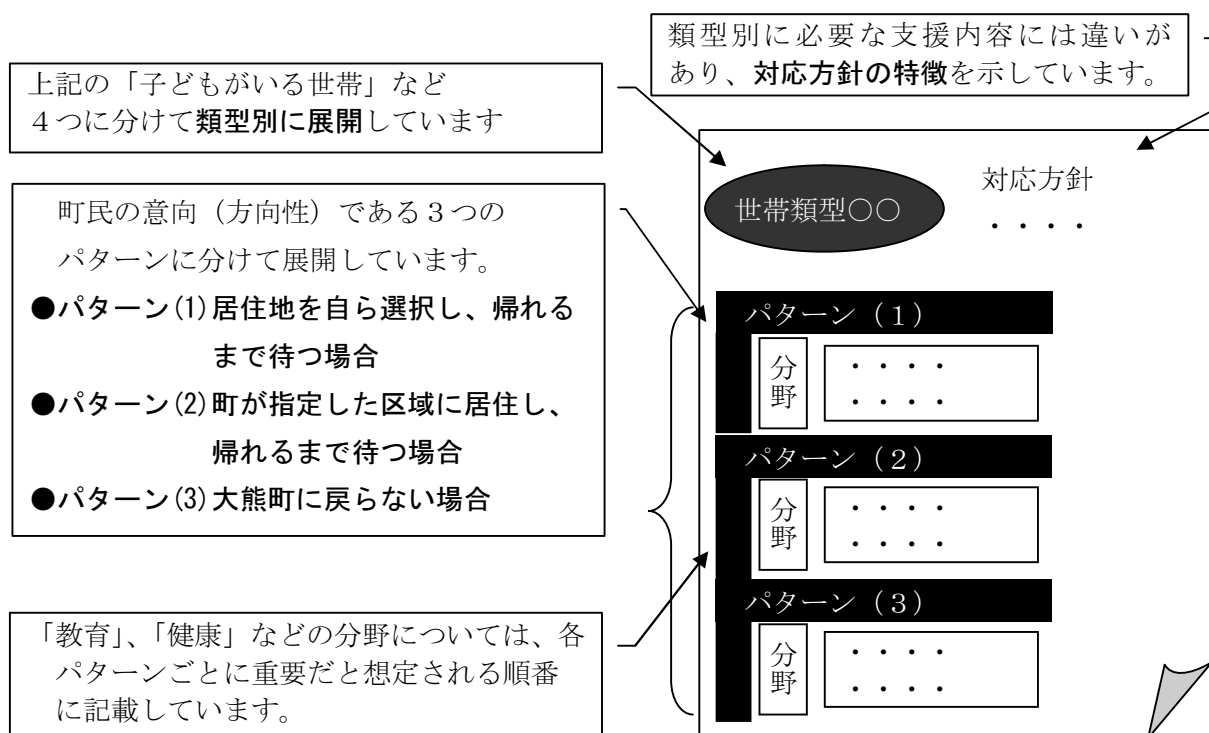 類型別に必要な支援内容には違いが
あり、対応方針の特徴を示しています。
上記の「子どもがいる世帯」など
４つに分けて類型別に展開しています
町民の意向（方向性）である３つの
パターンに分けて展開しています。
●パターン(1)居住地を自ら選択し、帰れる
まで待つ場合
●パターン(2)町が指定した区域に居住し、
帰れるまで待つ場合
●パターン(3)大熊町に戻らない場合
「教育」、「健康」などの分野については、各
パターンごとに重要だと想定される順番
に記載しています。
世帯類型○○
対応方針
・・・・
パターン（１）
分野
・・・・
・・・・
パターン（２）
分野
・・・・
・・・・
パターン（３）
分野
・・・・
・・・・